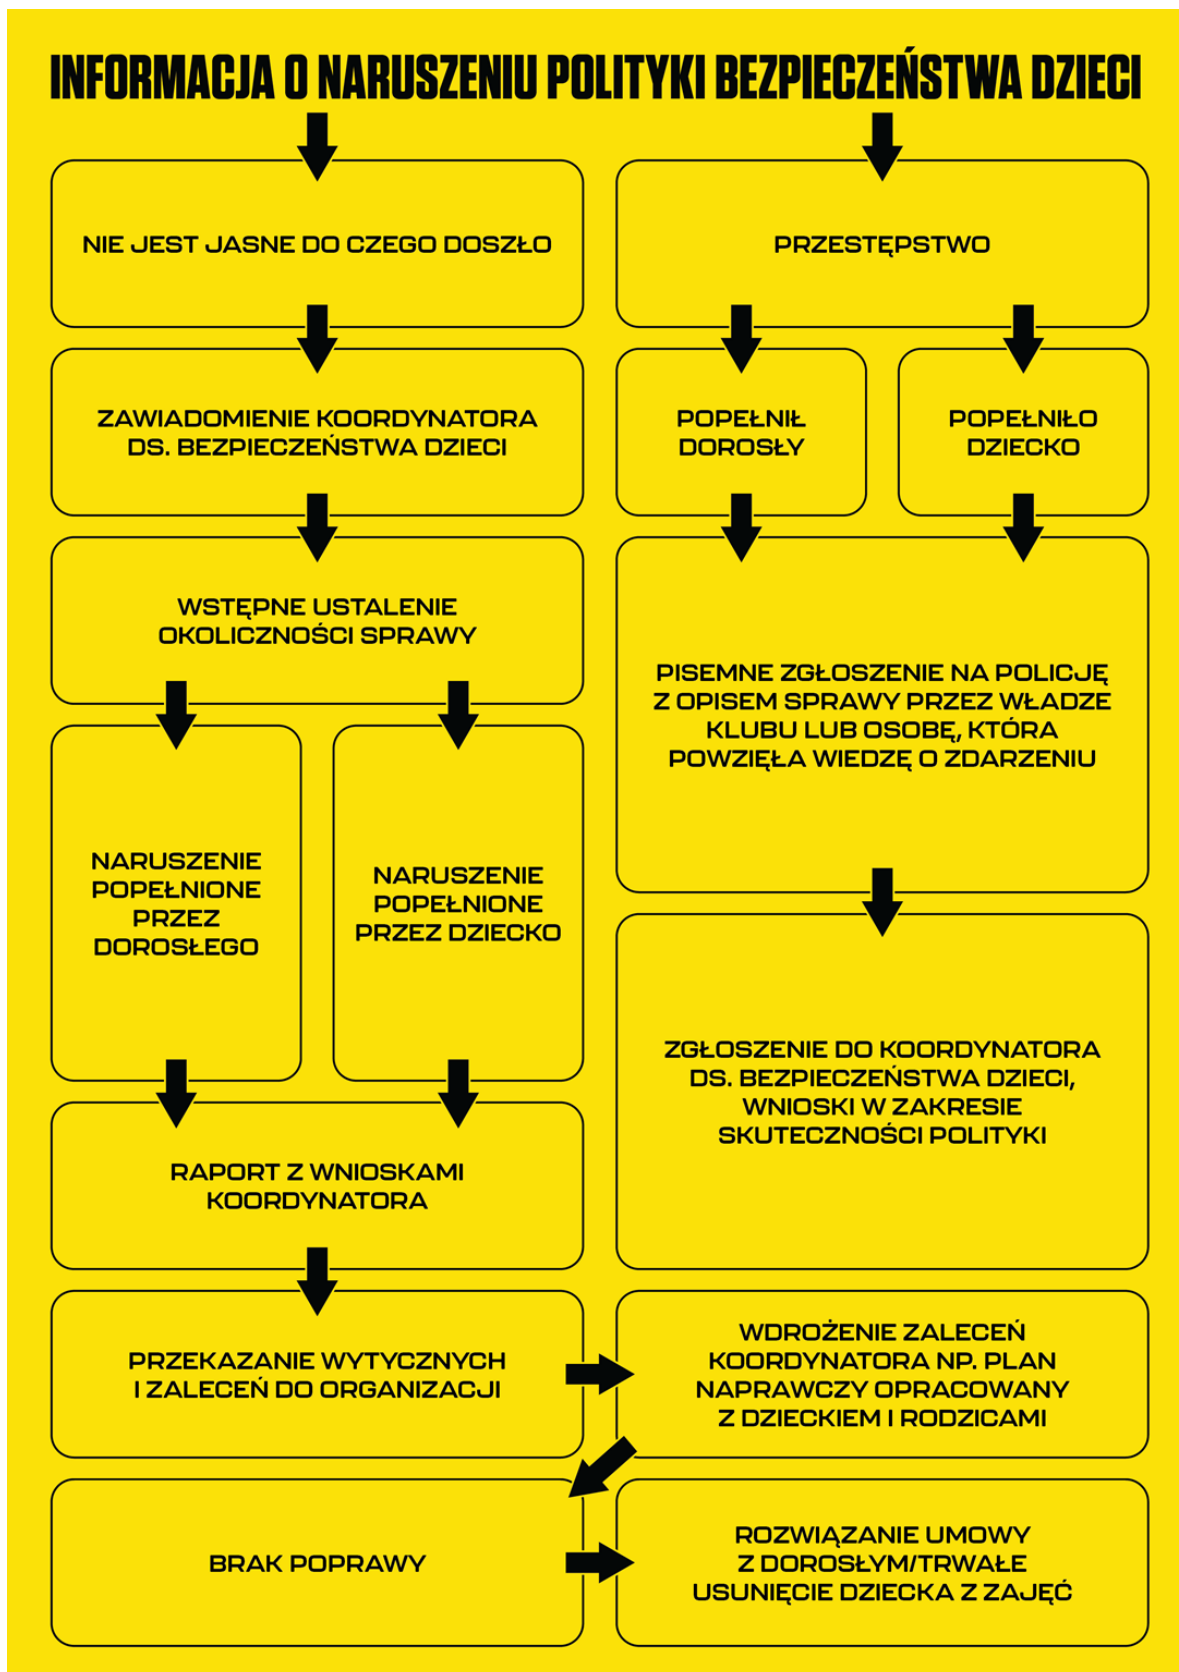 INFORMACJA O NARUSZENIU POLITYKI BEZPIECZEŃSTWA DZIECI
NIE JEST JASNE DO CZEGO DOSZŁO
PRZESTĘPSTWO
ZAWIADOMIENIE KOORDYNATORA
DS. BEZPIECZEŃSTWA DZIECI
POPEŁNIŁ
DOROSŁY
POPEŁNIŁO
DZIECKO
WSTĘPNE USTALENIE
OKOLICZNOŚCI SPRAWY
PISEMNE ZGŁOSZENIE NA POLICJĘ
Z OPISEM SPRAWY PRZEZ WŁADZE
KLUBU LUB OSOBĘ, KTÓRA
POWZIĘŁA WIEDZĘ O ZDARZENIU
NARUSZENIE
POPEŁNIONE
PRZEZ
DOROSŁEGO
NARUSZENIE
POPEŁNIONE
PRZEZ DZIECKO
ZGŁOSZENIE DO KOORDYNATORA
DS. BEZPIECZEŃSTWA DZIECI,
WNIOSKI W ZAKRESIE
SKUTECZNOŚCI POLITYKI
RAPORT Z WNIOSKAMI
KOORDYNATORA
PRZEKAZANIE WYTYCZNYCH
I ZALECEŃ DO ORGANIZACJI
WDROŻENIE ZALECEŃ
KOORDYNATORA NP. PLAN
NAPRAWCZY OPRACOWANY
Z DZIECKIEM I RODZICAMI
BRAK POPRAWY
ROZWIĄZANIE UMOWY
Z DOROSŁYM/TRWAŁE
USUNIĘCIE DZIECKA Z ZAJĘĆ